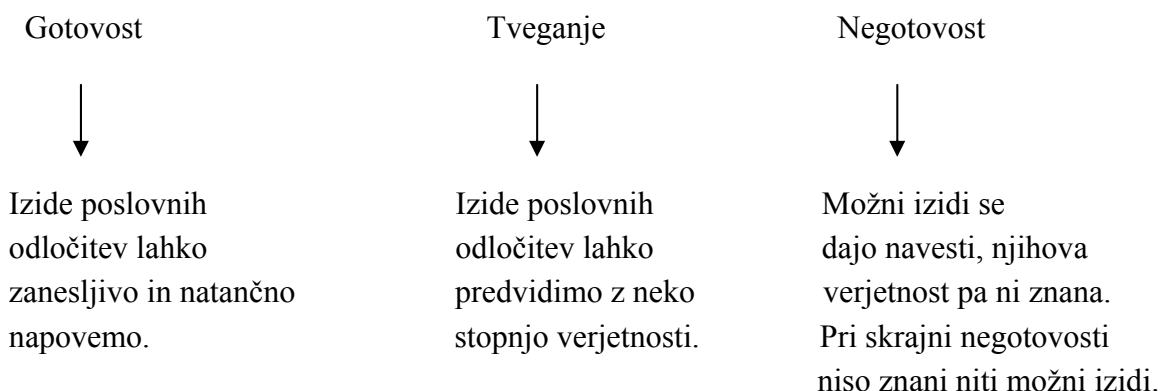 Gotovost
Tveganje
Negotovost
Izide poslovnih
odločitev lahko
zanesljivo in natančno
napovemo.
Izide poslovnih
odločitev lahko
predvidimo z neko
stopnjo verjetnosti.
Možni izidi se
dajo navesti, njihova
verjetnost pa ni znana.
Pri skrajni negotovosti
niso znani niti možni izidi.